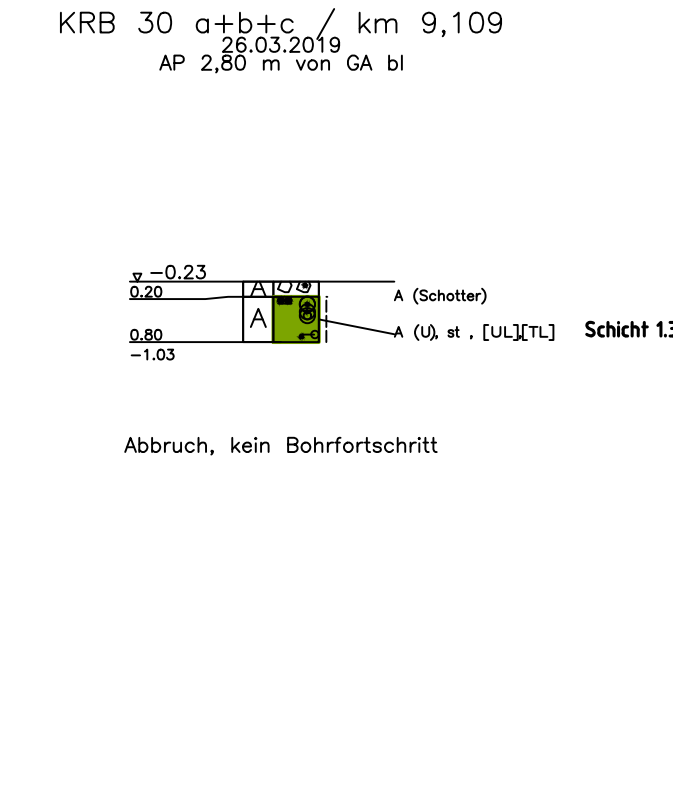 KRB 30 a+b+c / km 9,109
26.03.2019
AP 2,80 m von GA bl
−0.23
0.20
A
A (Schotter)
A
0.80
A (U), st , [UL],[TL]
Schicht 1.3
−1.03
Abbruch, kein Bohrfortschritt